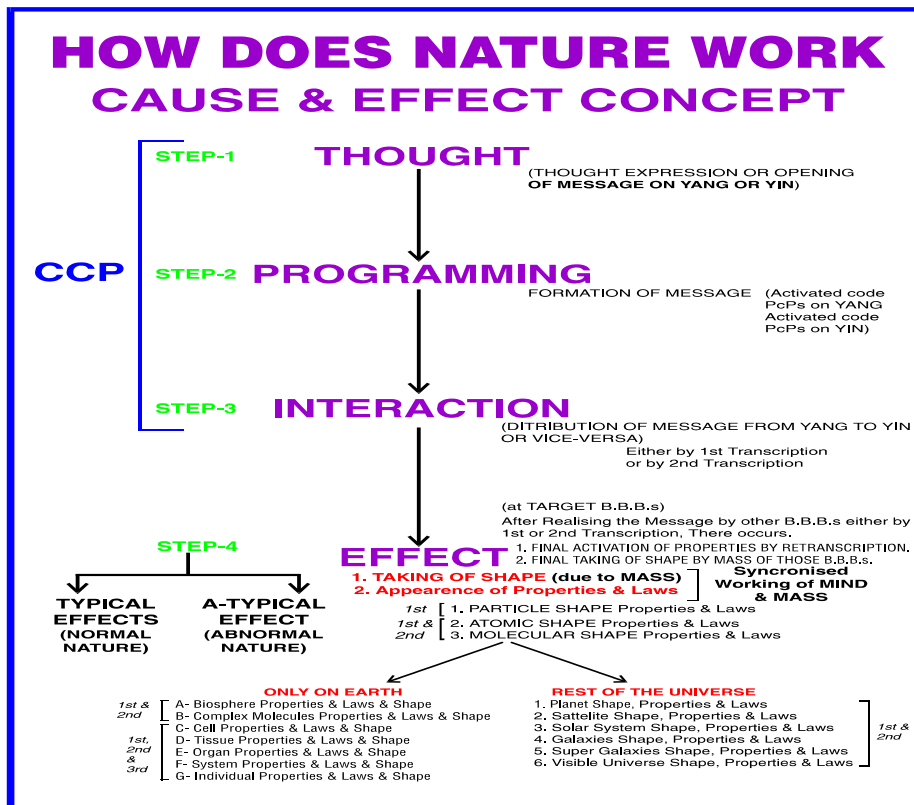 HOW DOES NATURE WORK
CAUSE & EFFECT CONCEPT
STEP-1 THOUGHT
(THOUGHT EXPRESSION OR OPENING
OF MESSAGE ON YANG OR YIN)
CCP
STEP-2 PROGRAMMING
FORMATION OF MESSAGE (Activated code
PcPs on YANG
Activated code
PcPs on YIN)
STEP-3 INTERACTION
(DITRIBUTION OF MESSAGE FROM YANG TO YIN
OR VICE-VERSA)
Either by 1st Transcription
or by 2nd Transcription
(at TARGET B.B.B.s)
After Realising the Message by other B.B.B.s either by
1st or 2nd Transcription, There occurs.
STEP-4 EFFECT
1. FINAL ACTIVATION OF PROPERTIES BY RETRANSCRIPTION.
2. FINAL TAKING OF SHAPE BY MASS OF THOSE B.B.B.s.
1. TAKING OF SHAPE (due to MASS)
2. Appearence of Properties & Laws
Syncronised
Working of MIND
& MASS
TYPICAL
EFFECTS
(NORMAL
NATURE)
A-TYPICAL
EFFECT
(ABNORMAL
NATURE)
1st 1. PARTICLE SHAPE Properties & Laws
1st & 2. ATOMIC SHAPE Properties & Laws
2nd 3. MOLECULAR SHAPE Properties & Laws
ONLY ON EARTH
1st &
2nd
A- Biosphere Properties & Laws & Shape
B- Complex Molecules Properties & Laws & Shape
1st,
2nd
&
3rd
C- Cell Properties & Laws & Shape
D- Tissue Properties & Laws & Shape
E- Organ Properties & Laws & Shape
F- System Properties & Laws & Shape
G- Individual Properties & Laws & Shape
REST OF THE UNIVERSE
1. Planet Shape, Properties & Laws
2. Sattelite Shape, Properties & Laws
3. Solar System Shape, Properties & Laws
4. Galaxies Shape, Properties & Laws
5. Super Galaxies Shape, Properties & Laws
6. Visible Universe Shape, Properties & Laws
1st &
2nd